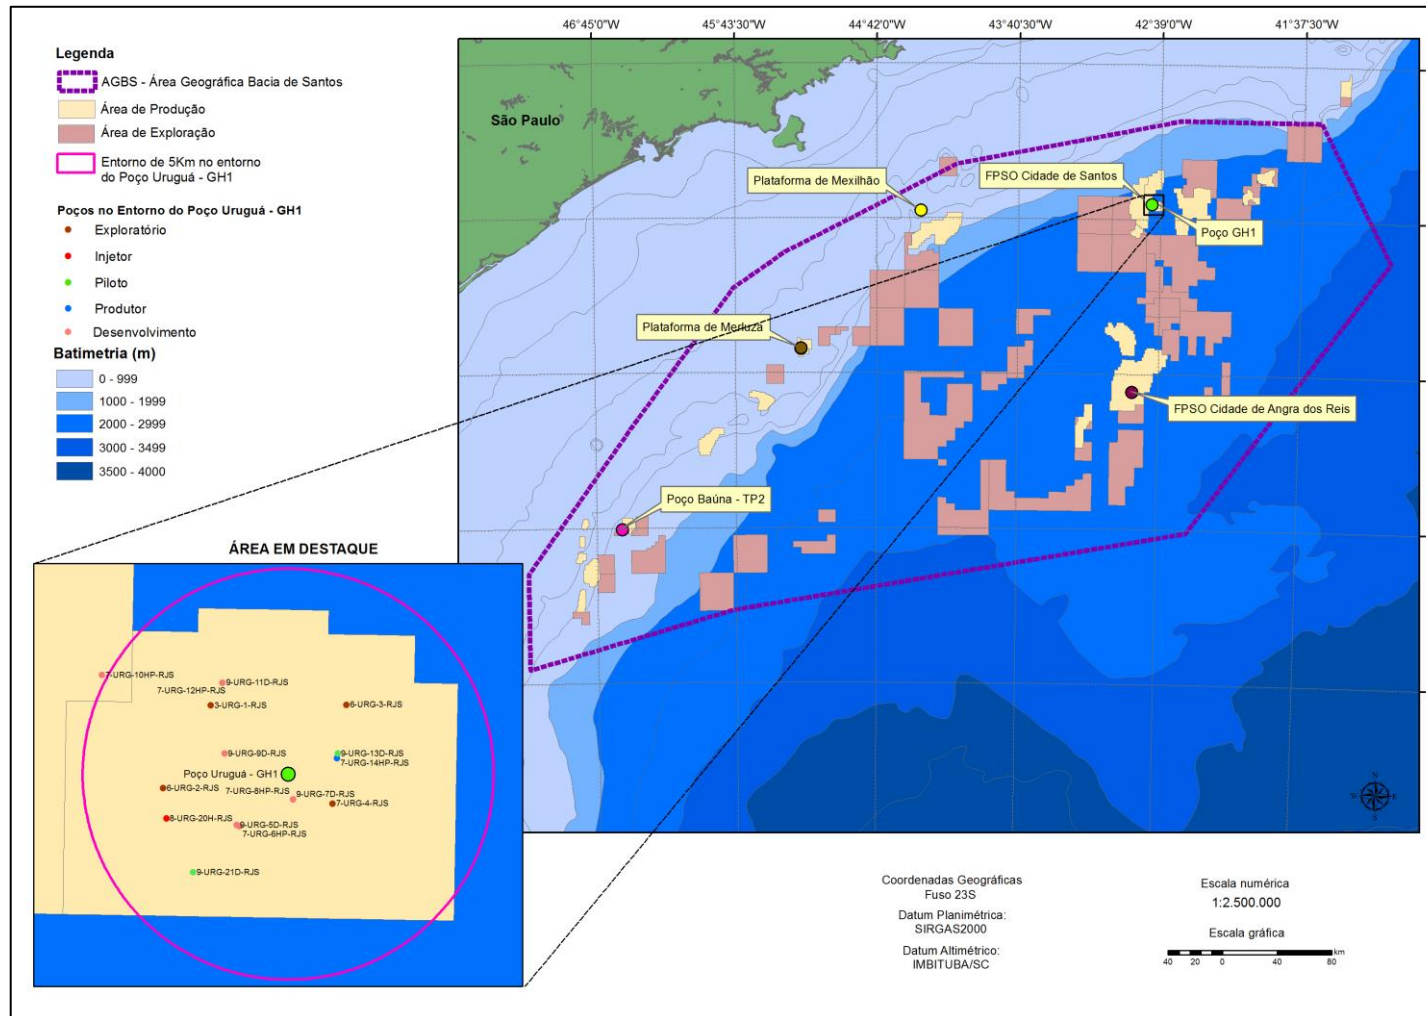 46°45'0"W
45°43'30"W
44°42'0"W
43°40'30"W
42°39'0"W
41°37'30"W
Legenda
AGBS - Área Geográfica Bacia de Santos
Área de Produção
Área de Exploração
Entorno de 5Km no entorno
do Poço Uruguá - GH1
Poços no Entorno do Poço Uruguá - GH1
Exploratório
Injetor
Piloto
Produtor
Desenvolvimento
Batimetria (m)
0 - 999
1000 - 1999
2000 - 2999
3000 - 3499
3500 - 4000
São Paulo
Plataforma de Mexilhão
FPSO Cidade de Santos
Poço GH1
Plataforma de Merluza
FPSO Cidade de Angra dos Reis
Poço Baúna - TP2
N
W
E
S
ÁREA EM DESTAQUE
7-URG-10HP-RJS
9-URG-11D-RJS
7-URG-12HP-RJS
3-URG-1-RJS
6-URG-3-RJS
9-URG-9D-RJS
9-URG-13D-RJS
7-URG-14HP-RJS
Poço Uruguá - GH1
6-URG-2-RJS
7-URG-8HP-RJS
9-URG-7D-RJS
7-URG-4-RJS
8-URG-20H-RJS
9-URG-5D-RJS
7-URG-6HP-RJS
9-URG-21D-RJS
Coordenadas Geográficas
Fuso 23S
Datum Planimétrica:
SIRGAS2000
Datum Altimétrico:
IMBITUBA/SC
Escala numérica
1:2.500.000
Escala gráfica
km
40 20 0 40 80